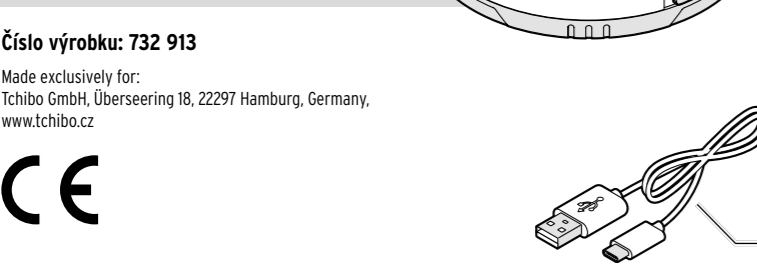 Číslo výrobku: 732 913
Made exclusively for:
Tchibo GmbH, Überseering 18, 22297 Hamburg, Germany,
www.tchibo.cz
CE